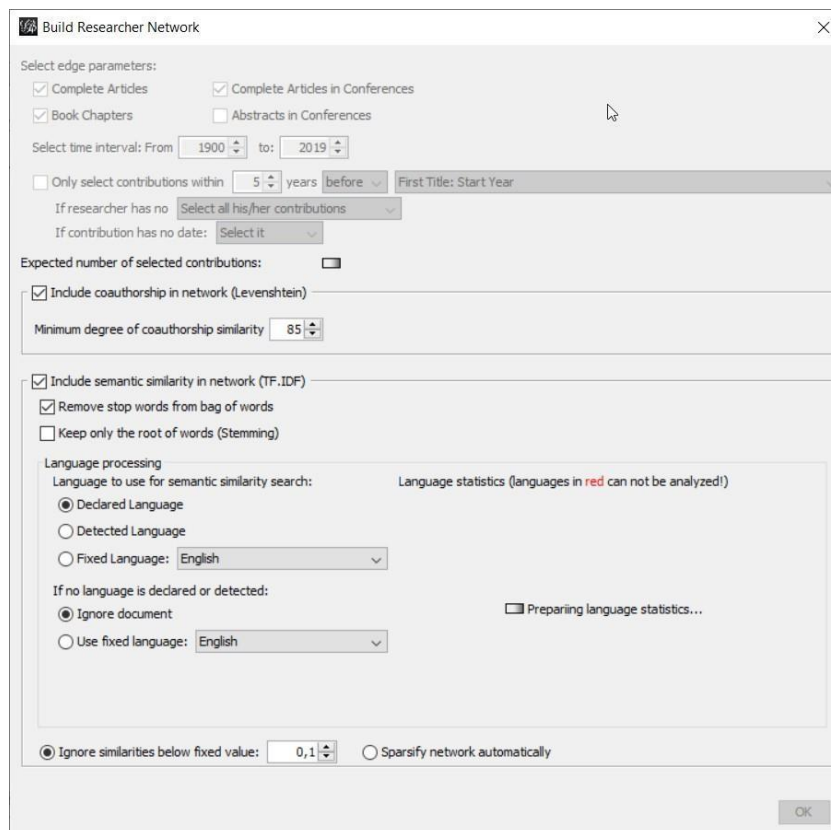 Build Researcher Network
Select edge parameters:
Complete Articles Complete Articles in Conferences
Book Chapters Abstracts in Conferences
Select time interval: From 1900 to: 2019
Only select contributions within 5 years before First Title: Start Year
If researcher has no Select all his/her contributions
If contribution has no date: Select it
Expected number of selected contributions:
Include coauthorship in network (Levenshtein)
Minimum degree of coauthorship similarity 85
Include semantic similarity in network (TF.IDF)
Remove stop words from bag of words
Keep only the root of words (Stemming)
Language processing
Language to use for semantic similarity search: Language statistics (languages in red can not be analyzed!)
Declared Language
Detected Language
Fixed Language: English
If no language is declared or detected:
Ignore document
Prepariing language statistics...
Use fixed language: English
Ignore similarities below fixed value: 0,1 Sparsify network automatically
OK